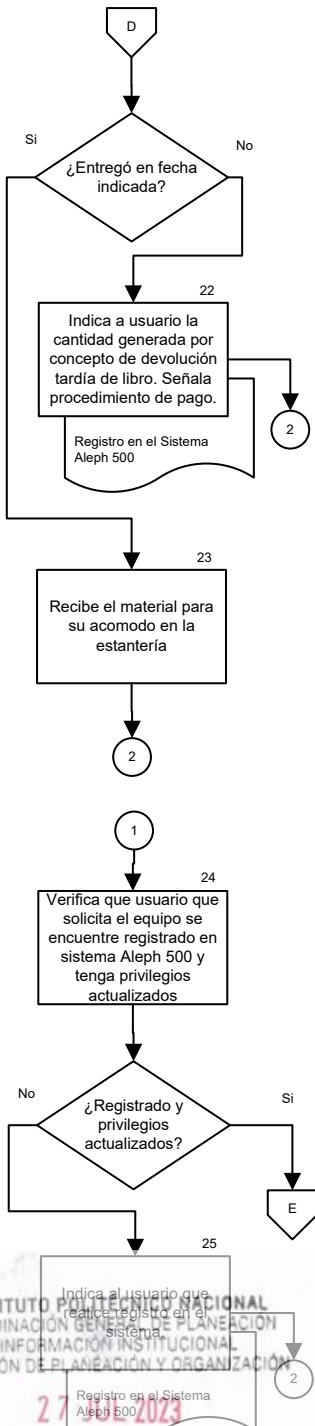 D
Si
No
¿Entregó en fecha
indicada?
22
Indica a usuario la
cantidad generada por
concepto de devolución
tardía de libro. Señala
procedimiento de pago.
Registro en el Sistema
Aleph 500
2
23
Recibe el material para
su acomodo en la
estantería
2
1
24
Verifica que usuario que
solicita el equipo se
encuentre registrado en
sistema Aleph 500 y
tenga privilegios
actualizados
No
¿Registrado y
privilegios
actualizados?
Si
E
25
Indica al usuario que
realice registro en el
sistema.
2
Registro en el Sistema
Aleph 500
TUTO POLITÉCNICO NACIONAL
DINACIÓN GENERAL DE PLANEACIÓN
INFORMACIÓN INSTITUCIONAL
ÓN DE PLANEACIÓN Y ORGANIZACIÓN
27 2023